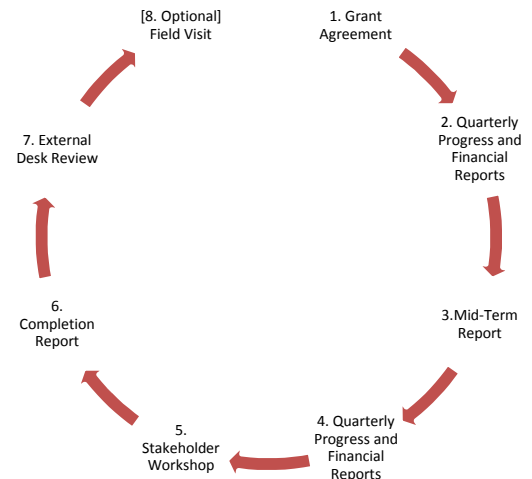 1. Grant
Agreement
2. Quarterly
Progress and
Financial
Reports
3.Mid-Term
Report
4. Quarterly
Progress and
Financial
Reports
5.
Stakeholder
Workshop
6.
Completion
Report
7. External
Desk Review
[8. Optional]
Field Visit